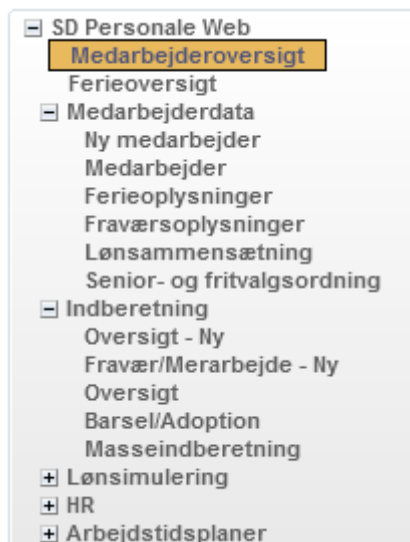 SD Personale Web
Medarbejderoversigt
Ferieoversigt
Medarbejderdata
Ny medarbejder
Medarbejder
Ferieoplysninger
Fraværsoplysninger
Lønsammensætning
Senior- og fritvalgsordning
Indberetning
Oversigt - Ny
Fravær/Merarbejde - Ny
Oversigt
Barsel/Adoption
Masseindberetning
Lønsimulering
HR
Arbejdstidsplaner